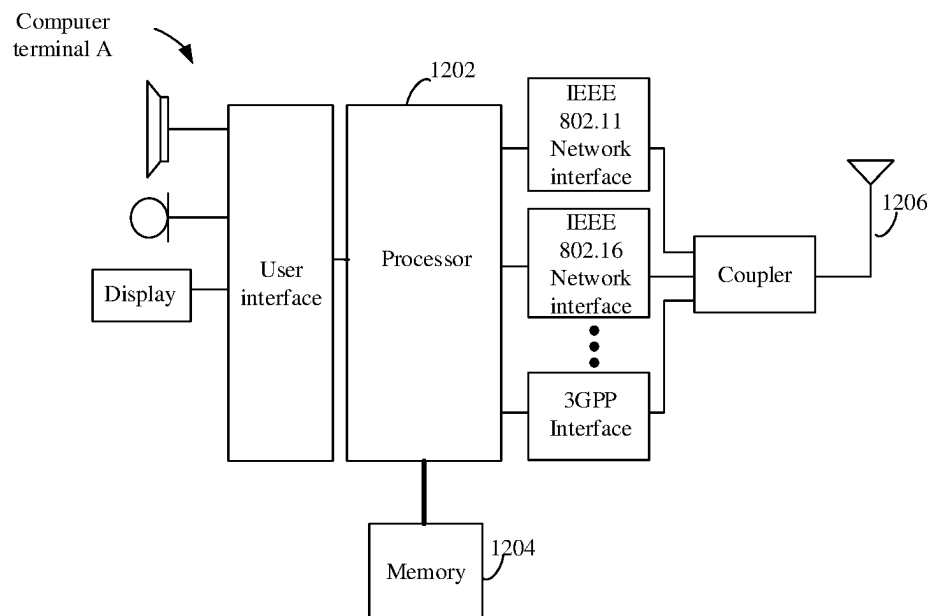 Computer
terminal A
1202
IEEE
802.11
Network
interface
IEEE
802.16
Network
interface
1206
User
interface
Processor
Coupler
Display
3GPP
Interface
Memory
1204